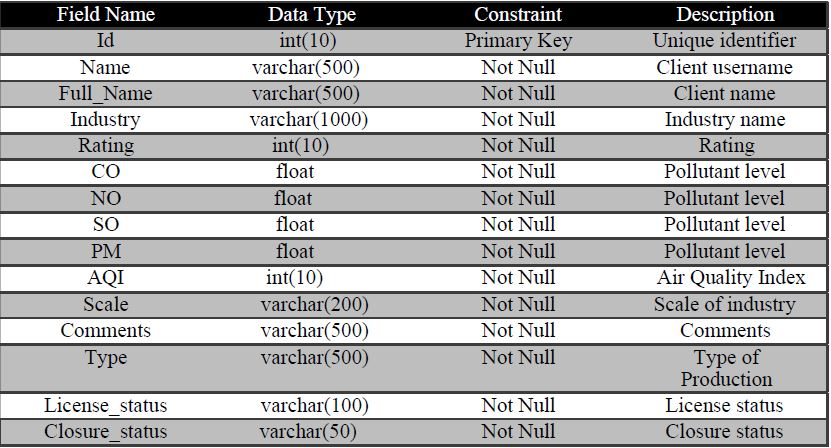 Field Name Data Type Constraint Description
Id int(10) Primary Key Unique identifier
Name varchar(500) Not Null Client username
Full_Name varchar(500) Not Null Client name
Industry varchar(1000) Not Null Industry name
Rating int(10) Not Null Rating
CO float Not Null Pollutant level
NO float Not Null Pollutant level
SO float Not Null Pollutant level
PM float Not Null Pollutant level
AQI int(10) Not Null Air Quality Index
Scale varchar(200) Not Null Scale of industry
Comments varchar(500) Not Null Comments
Type varchar(500) Not Null Type of
Production
License_status varchar(100) Not Null License status
Closure_status varchar(50) Not Null Closure status